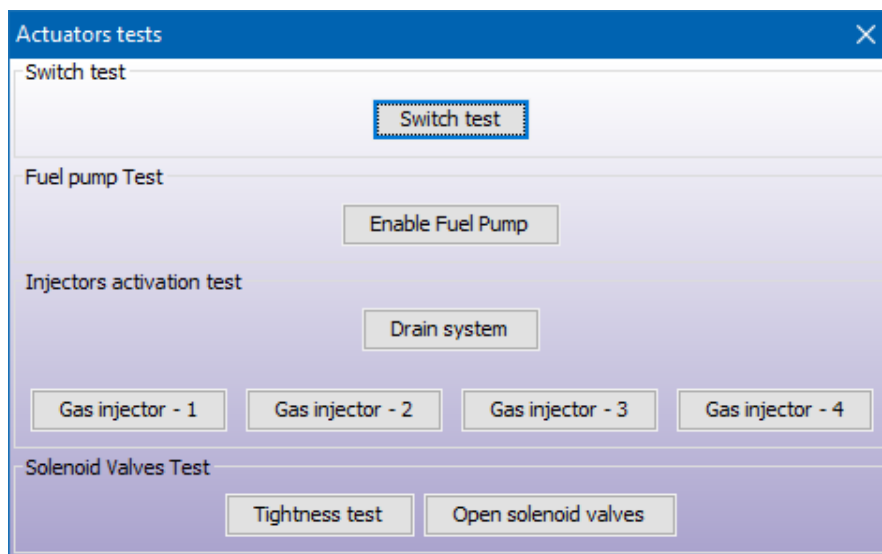 Actuators tests
Switch test
Switch test
Fuel pump Test
Enable Fuel Pump
Injectors activation test
Drain system
Gas injector - 1 Gas injector - 2 Gas injector - 3 Gas injector - 4
Solenoid Valves Test
Tightness test Open solenoid valves